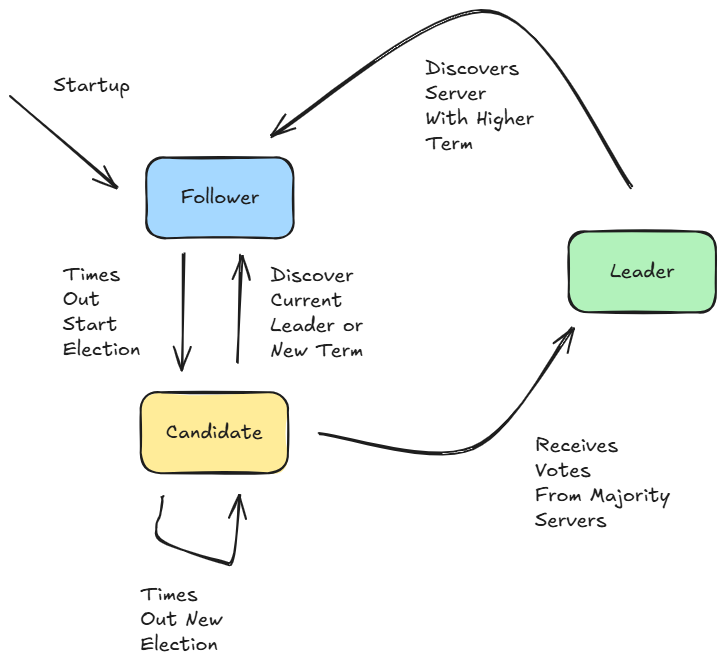 Startup
Discovers
Server
With Higher
Term
Follower
Leader
Times
Out
Start
Election
Discover
Current
Leader or
New Term
Candidate
Receives
Votes
From Majority
Servers
Times
Out New
Election